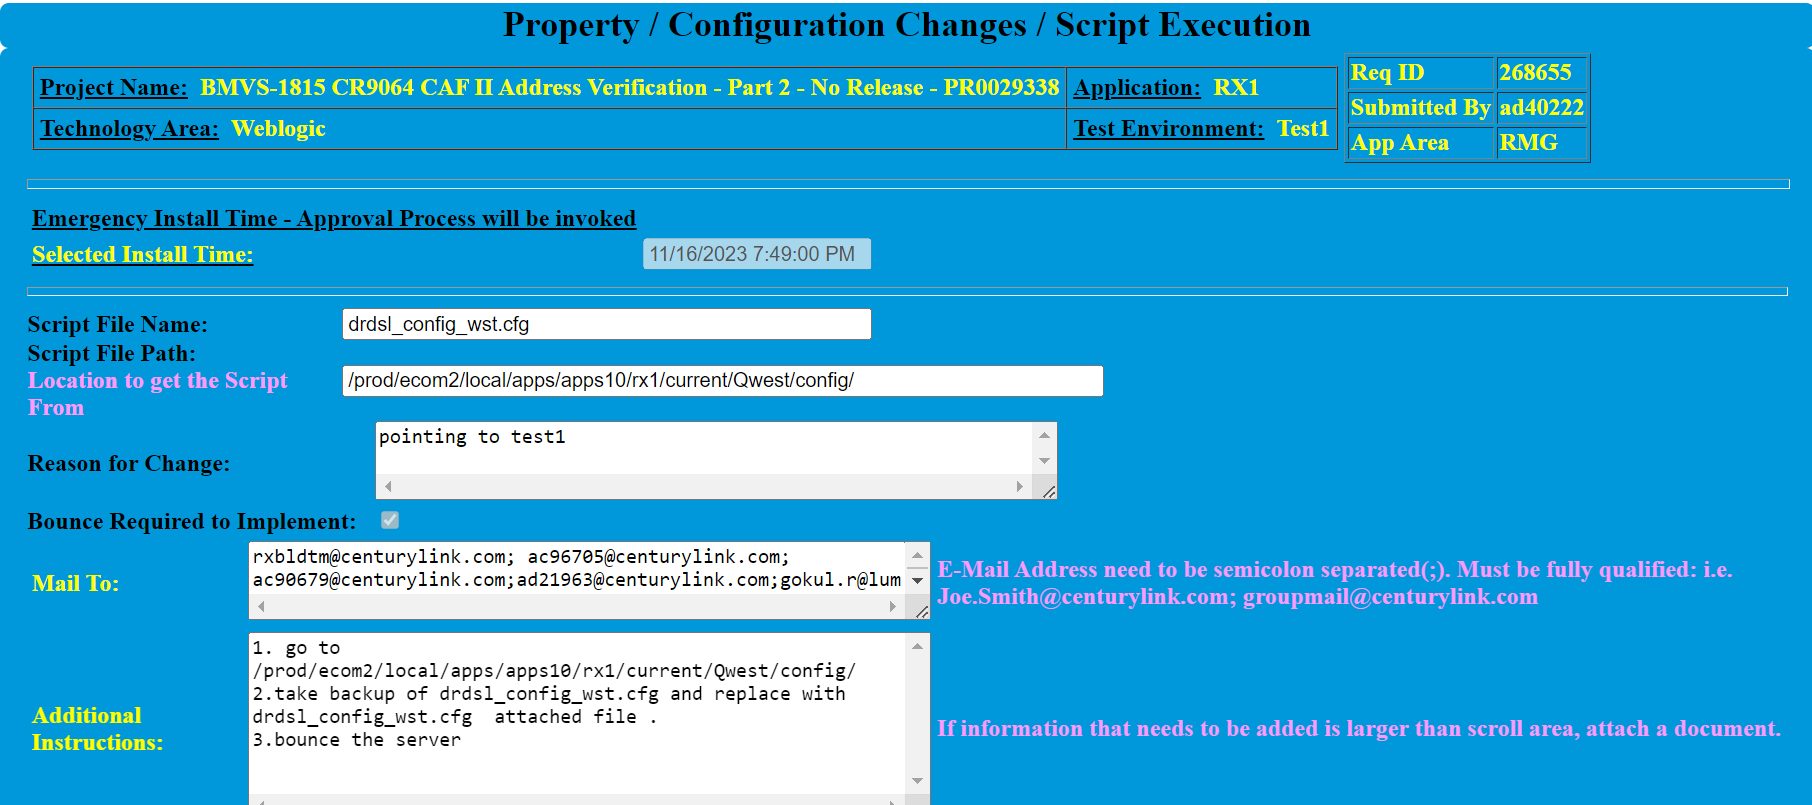 Property / Configuration Changes / Script Execution
Project Name: BMVS-1815 CR9064 CAF II Address Verification - Part 2 - No Release - PR0029338 Application: RX1
Technology Area: Weblogic Test Environment: Test1
Req ID 268655
Submitted By ad40222
App Area RMG
Emergency Install Time - Approval Process will be invoked
Selected Install Time: 11/16/2023 7:49:00 PM
Script File Name: drdsl_config_wst.cfg
Script File Path:
Location to get the Script
From
/prod/ecom2/local/apps/apps10/rx1/current/Qwest/config/
Reason for Change:
pointing to test1
Bounce Required to Implement:
Mail To:
rxbldtm@centurylink.com; ac96705@centurylink.com;
ac90679@centurylink.com;ad21963@centurylink.com;gokul.r@lum
E-Mail Address need to be semicolon separated(;). Must be fully qualified: i.e.
Joe.Smith@centurylink.com; groupmail@centurylink.com
Additional
Instructions:
1. go to
/prod/ecom2/local/apps/apps10/rx1/current/Qwest/config/
2.take backup of drdsl_config_wst.cfg and replace with
drdsl_config_wst.cfg  attached file .
3.bounce the server
If information that needs to be added is larger than scroll area, attach a document.